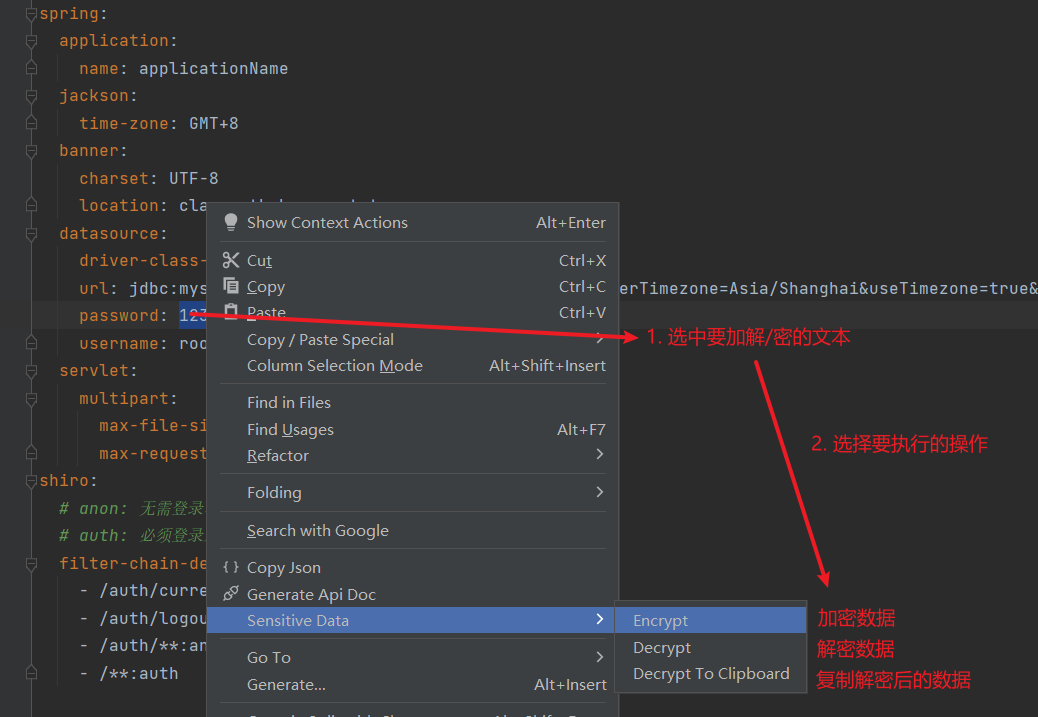 spring:
application:
name: applicationName
jackson:
time-zone: GMT+8
banner:
charset: UTF-8
location: cla
datasource:
driver-class-
url: jdbc:mys erTimezone=Asia/Shanghai&useTimezone=true&
password: 123
username: roo
servlet:
multipart:
max-file-si
max-request
shiro:
# anon: 无需登录
# auth: 必须登录
filter-chain-de
- /auth/curre
- /auth/logou
- /auth/**:an
- /**:auth
Show Context Actions Alt+Enter
Cut Ctrl+X
Copy Ctrl+C
Paste Ctrl+V
Copy / Paste Special
Column Selection Mode Alt+Shift+Insert
Find in Files
Find Usages Alt+F7
Refactor
Folding
Search with Google
{ } Copy Json
Generate Api Doc
Sensitive Data
Go To
Generate... Alt+Insert
Encrypt
Decrypt
Decrypt To Clipboard
1. 选中要加解/密的文本
2. 选择要执行的操作
加密数据
解密数据
复制解密后的数据